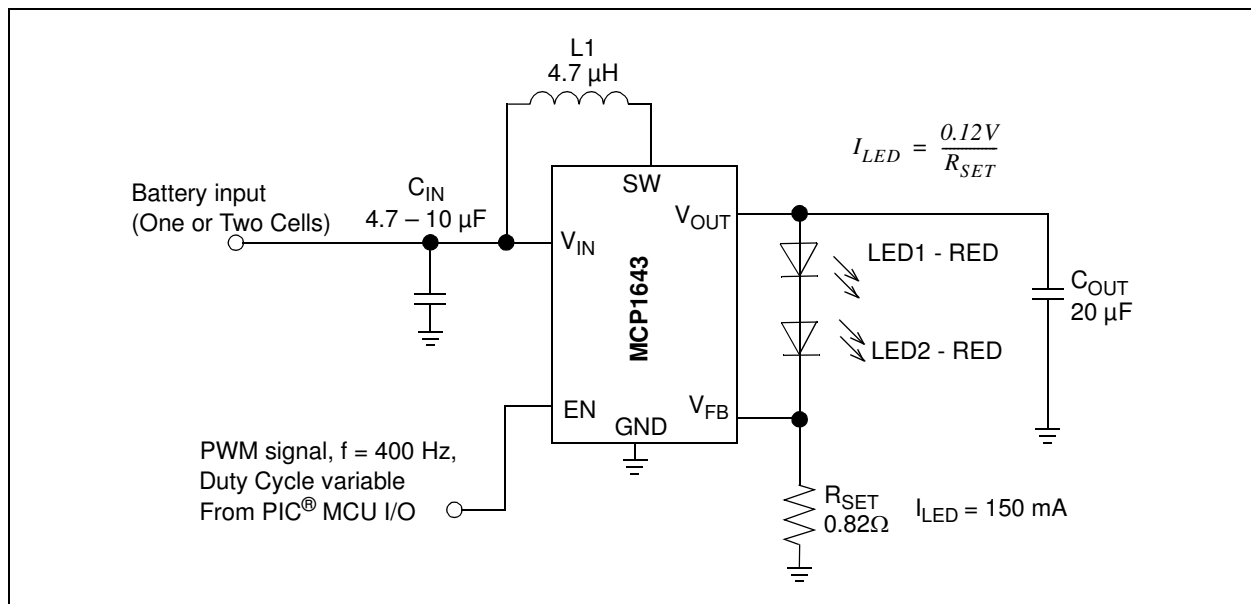 L1
4.7 µH
I_LED = 0.12V / R_SET
Battery input
(One or Two Cells)
C_IN
4.7 – 10 µF
SW
V_OUT
V_IN
MCP1643
LED1 - RED
LED2 - RED
C_OUT
20 µF
EN
V_FB
GND
PWM signal, f = 400 Hz,
Duty Cycle variable
From PIC® MCU I/O
R_SET
0.82Ω
I_LED = 150 mA